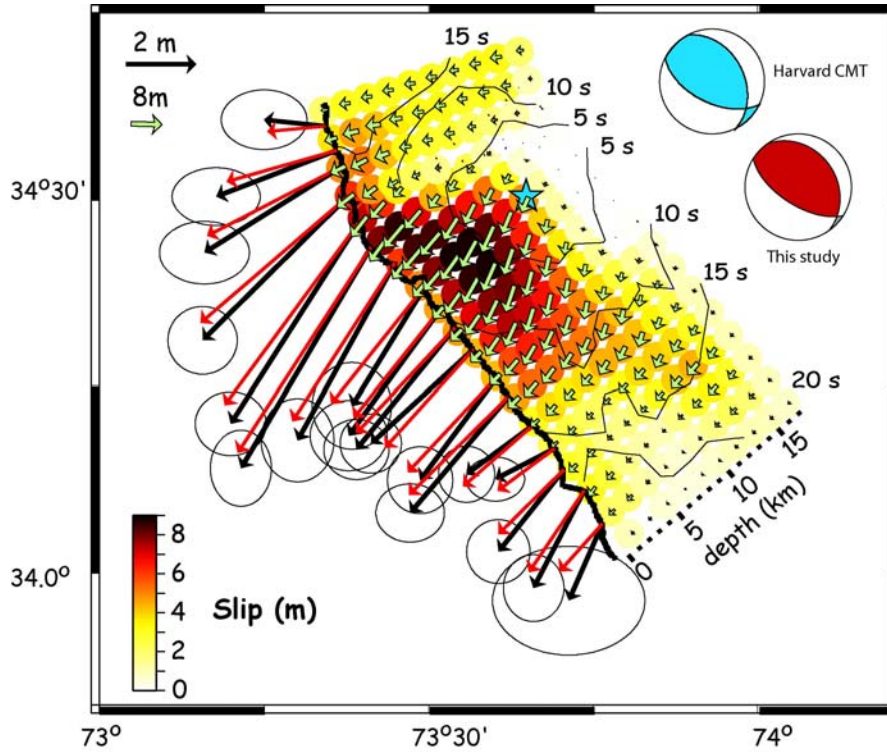 2 m
8m
15 s
10 s
5 s
5 s
10 s
15 s
20 s
Harvard CMT
This study
34°30'
34.0°
Slip (m)
8
6
4
2
0
0
5
10
15
depth (km)
73°
73°30'
74°